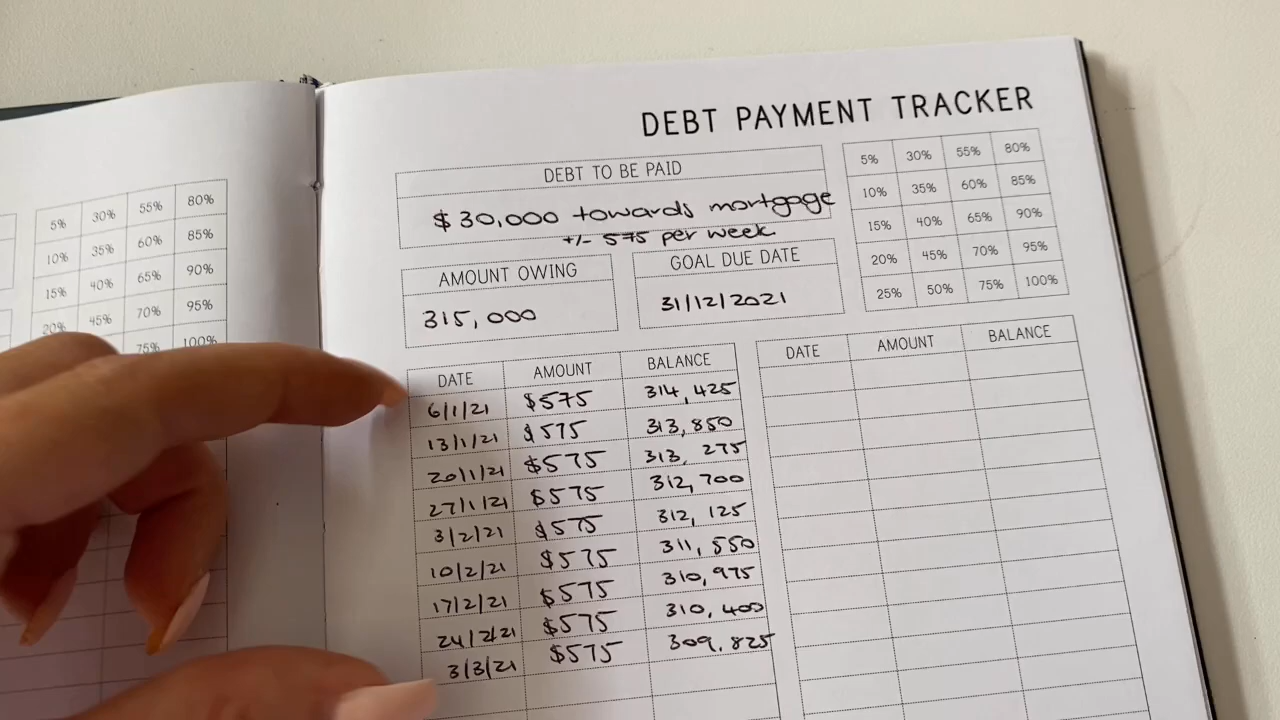 5% 30% 55% 80%
10% 35% 60% 85%
15% 40% 65% 90%
20% 45% 70% 95%
75% 100%
DEBT PAYMENT TRACKER
DEBT TO BE PAID
$30,000 towards mortgage
+/- 575 per week
AMOUNT OWING
315,000
GOAL DUE DATE
31/12/2021
5% 30% 55% 80%
10% 35% 60% 85%
15% 40% 65% 90%
20% 45% 70% 95%
25% 50% 75% 100%
DATE AMOUNT BALANCE
6/1/21 $575 314,425
13/1/21 $575 313,850
20/1/21 $575 313,275
27/1/21 $575 312,700
3/2/21 $575 312,125
10/2/21 $575 311,550
17/2/21 $575 310,975
24/2/21 $575 310,400
3/3/21 $575 309,825
DATE AMOUNT BALANCE